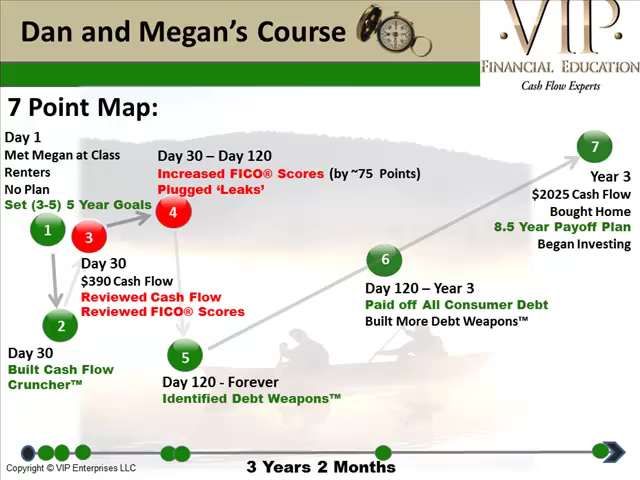 Dan and Megan's Course
VIP
FINANCIAL EDUCATION
Cash Flow Experts
7 Point Map:
Day 1
Met Megan at Class
Renters
No Plan
Set (3-5) 5 Year Goals
1
2
Day 30
Built Cash Flow
Cruncher™
3
Day 30
$390 Cash Flow
Reviewed Cash Flow
Reviewed FICO® Scores
Day 30 – Day 120
Increased FICO® Scores (by ~75 Points)
Plugged 'Leaks'
4
5
Day 120 - Forever
Identified Debt Weapons™
6
Day 120 – Year 3
Paid off All Consumer Debt
Built More Debt Weapons™
7
Year 3
$2025 Cash Flow
Bought Home
8.5 Year Payoff Plan
Began Investing
Copyright © VIP Enterprises LLC
3 Years 2 Months